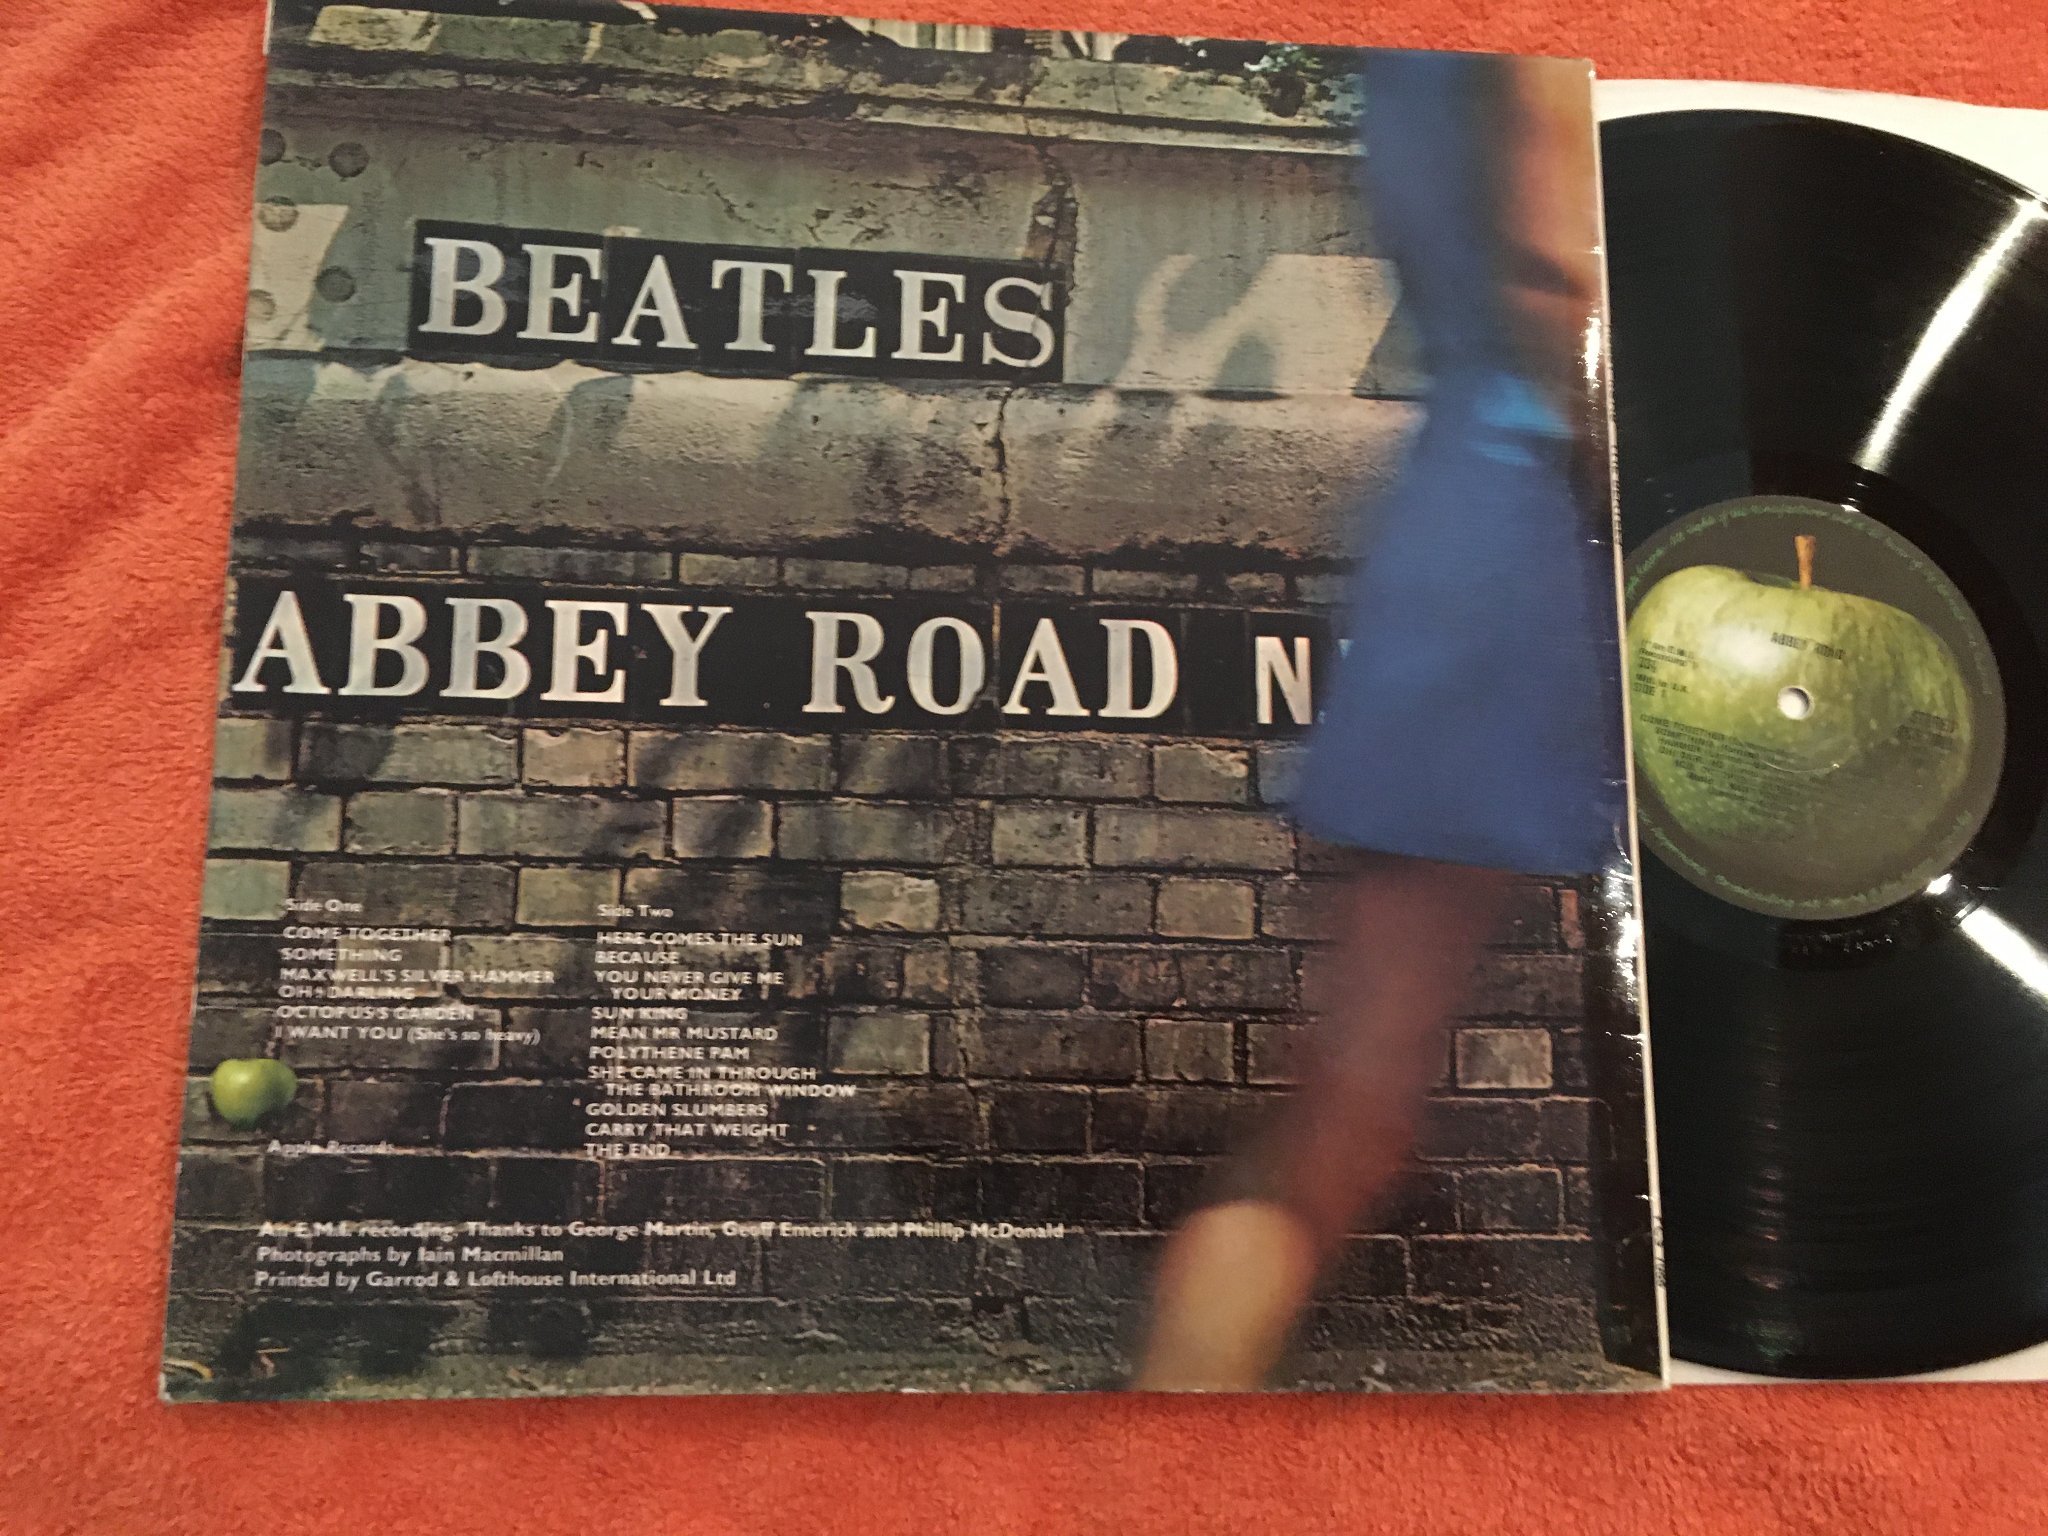 BEATLES
ABBEY ROAD N
Side One
COME TOGETHER
SOMETHING
MAXWELL'S SILVER HAMMER
OH! DARLING
OCTOPUS'S GARDEN
I WANT YOU (She's so heavy)
Side Two
HERE COMES THE SUN
BECAUSE
YOU NEVER GIVE ME
YOUR MONEY
SUN KING
MEAN MR MUSTARD
POLYTHENE PAM
SHE CAME IN THROUGH
THE BATHROOM WINDOW
GOLDEN SLUMBERS
CARRY THAT WEIGHT
THE END
Apple Records
An E.M.I. recording. Thanks to George Martin, Geoff Emerick and Phillip McDonald
Photographs by Iain Macmillan
Printed by Garrod & Lofthouse International Ltd
ABBEY ROAD
SIDE 1
STEREO
COME TOGETHER
SOMETHING